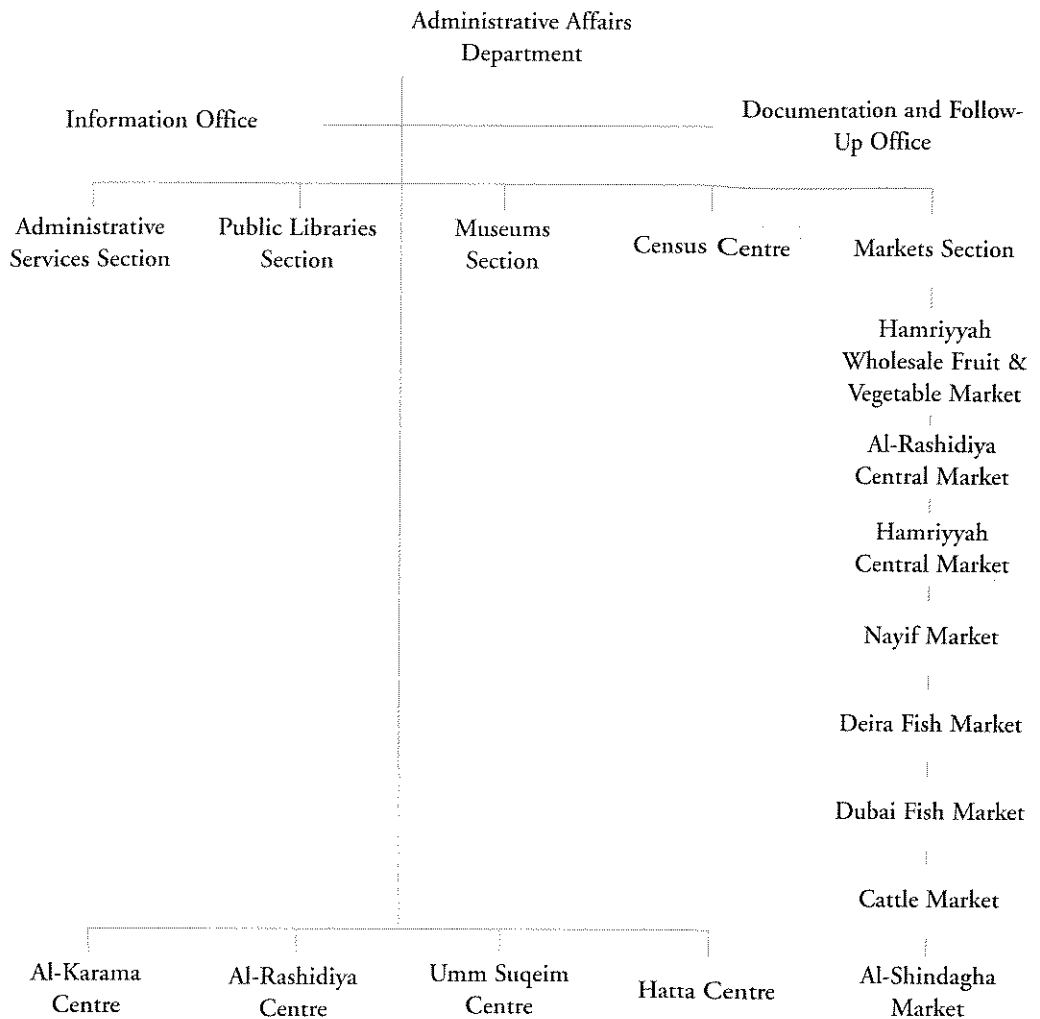 Administrative Affairs
Department
Information Office
Documentation and Follow-
Up Office
Administrative
Services Section
Public Libraries
Section
Museums
Section
Census Centre
Markets Section
Hamriyyah
Wholesale Fruit &
Vegetable Market
Al-Rashidiya
Central Market
Hamriyyah
Central Market
Nayif Market
Deira Fish Market
Dubai Fish Market
Cattle Market
Al-Karama
Centre
Al-Rashidiya
Centre
Umm Suqeim
Centre
Hatta Centre
Al-Shindagha
Market